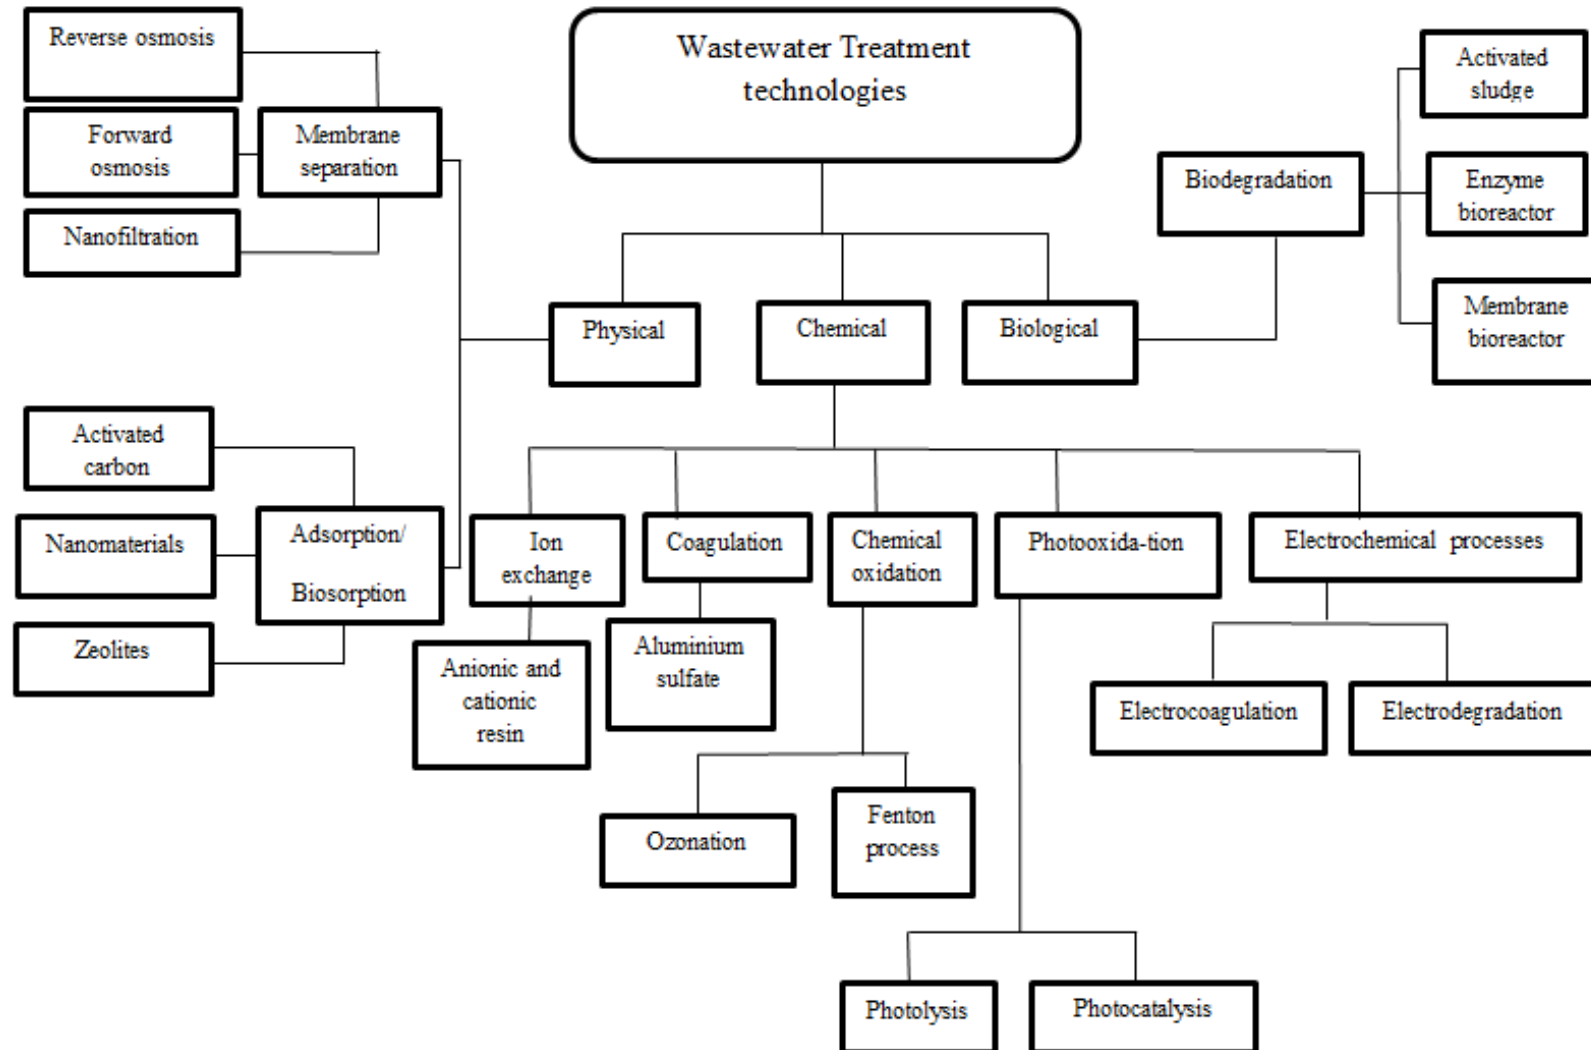 Wastewater Treatment
technologies
Reverse osmosis
Forward
osmosis
Nanofiltration
Membrane
separation
Activated
sludge
Enzyme
bioreactor
Membrane
bioreactor
Biodegradation
Physical
Chemical
Biological
Activated
carbon
Nanomaterials
Zeolites
Adsorption/
Biosorption
Ion
exchange
Coagulation
Chemical
oxidation
Photooxida-tion
Electrochemical processes
Anionic and
cationic
resin
Aluminium
sulfate
Electrocoagulation
Electrodegradation
Ozonation
Fenton
process
Photolysis
Photocatalysis